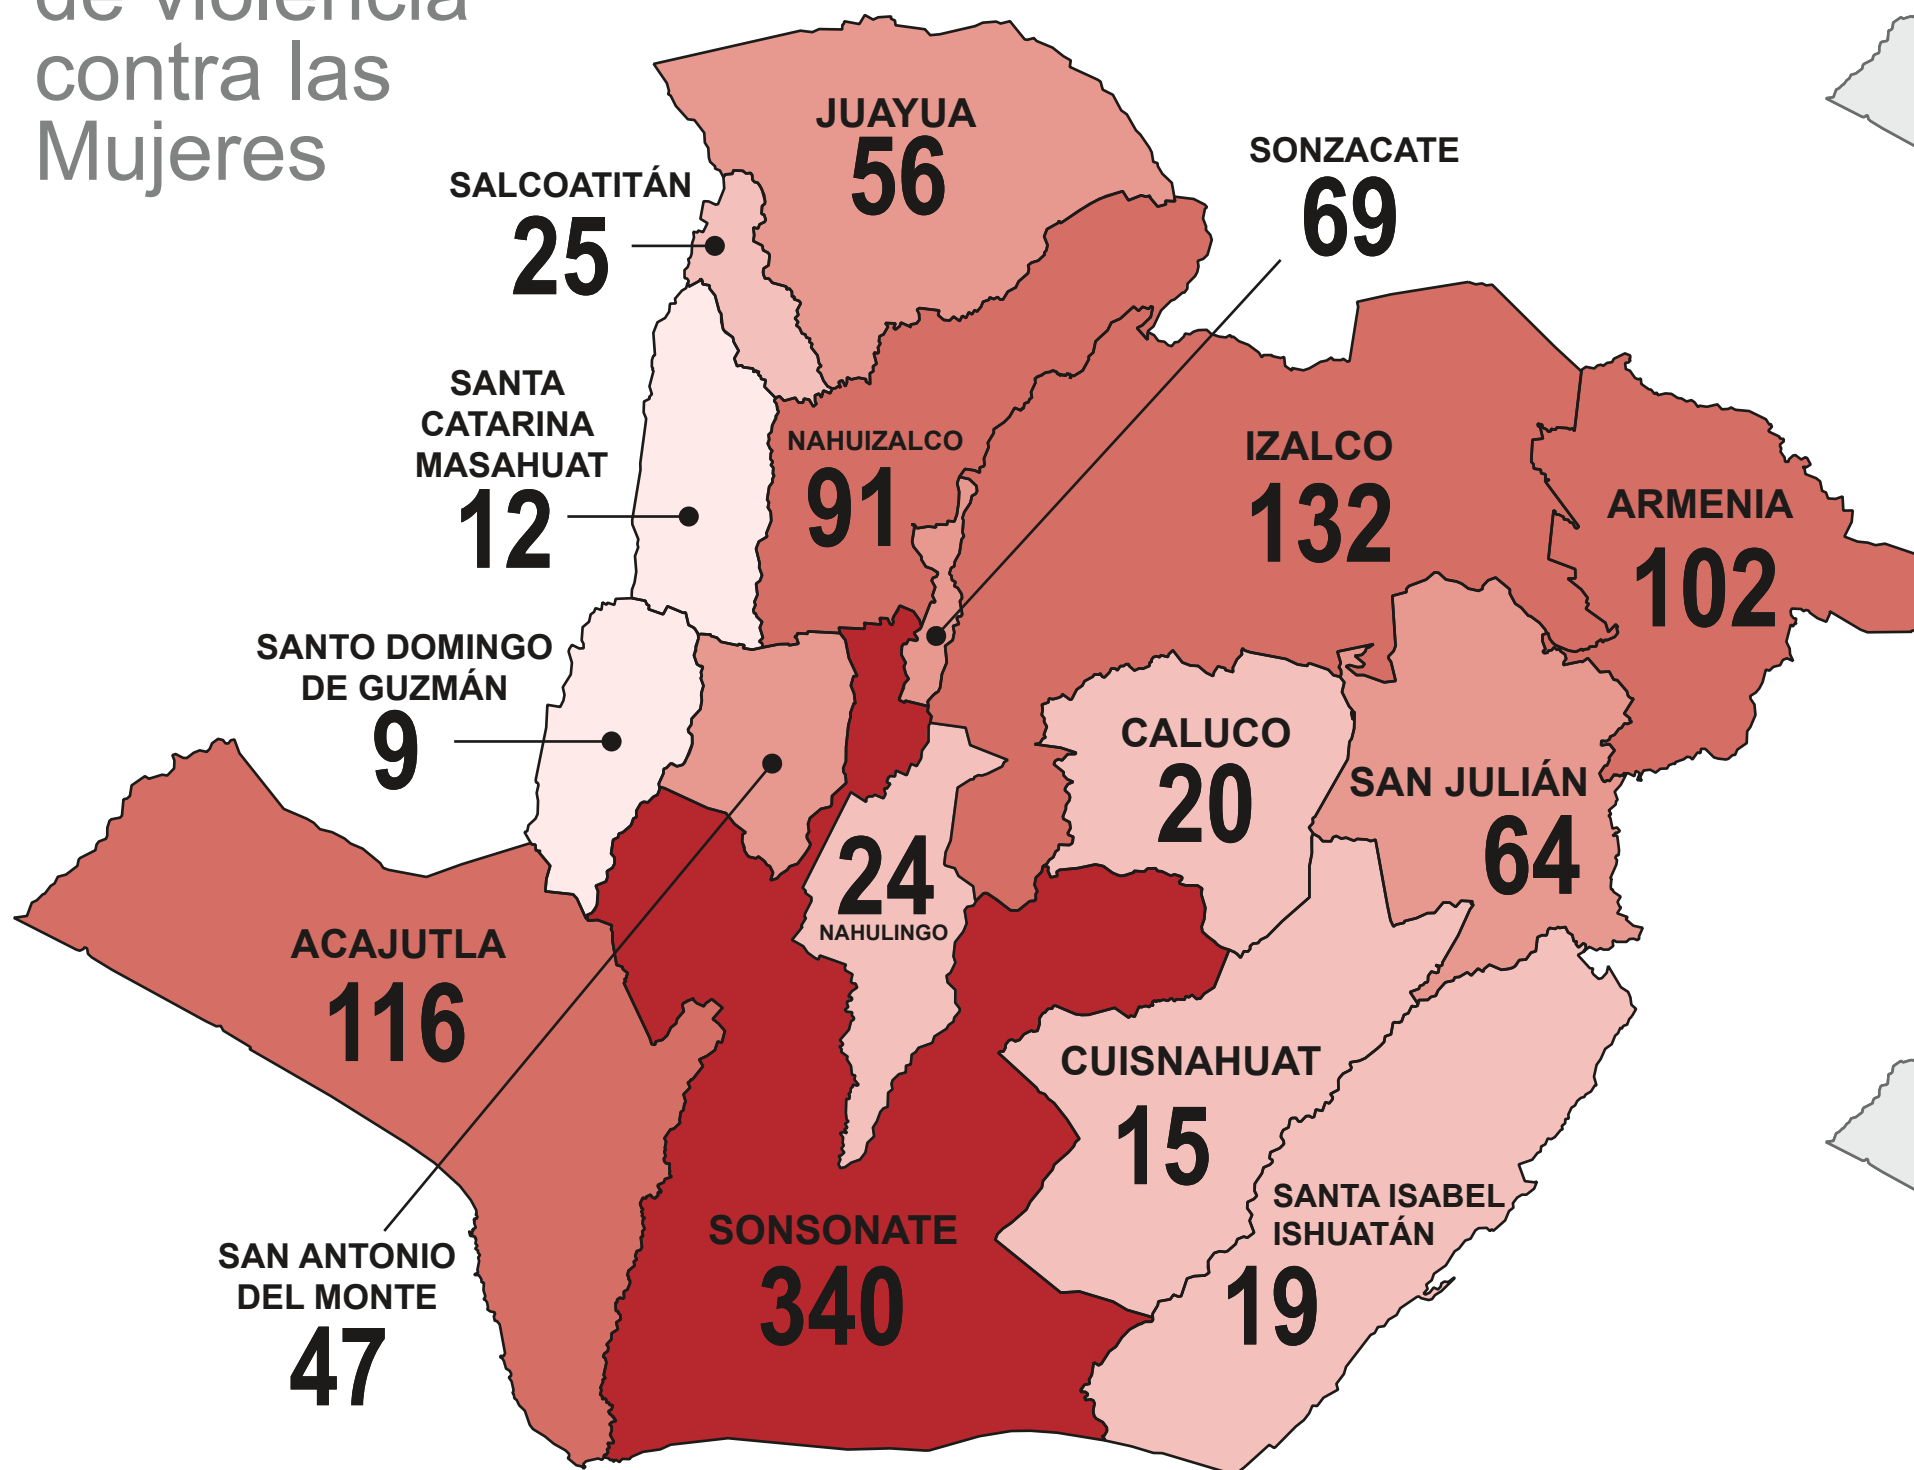 de violencia
contra las
Mujeres
JUAYUA
56
SONZACATE
69
SALCOATITÁN
25
SANTA
CATARINA
MASAHUAT
12
NAHUIZALCO
91
IZALCO
132
ARMENIA
102
SANTO DOMINGO
DE GUZMÁN
9
CALUCO
20
SAN JULIÁN
64
24
NAHULINGO
ACAJUTLA
116
CUISNAHUAT
15
SANTA ISABEL
ISHUATÁN
19
SONSONATE
340
SAN ANTONIO
DEL MONTE
47